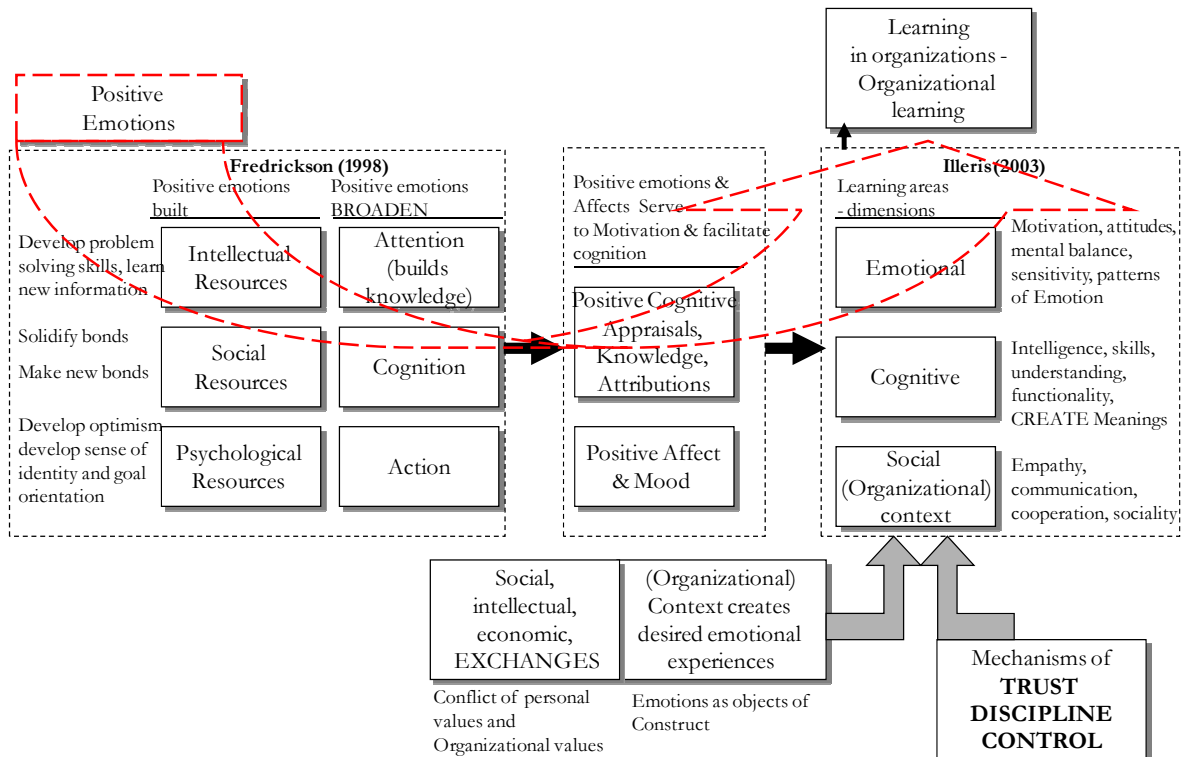 Learning
in organizations -
Organizational
learning
Positive
Emotions
Fredrickson (1998)
Positive emotions
built
Positive emotions
BROADEN
Develop problem
solving skills, learn
new information
Intellectual
Resources
Attention
(builds
knowledge)
Solidify bonds
Make new bonds
Social
Resources
Cognition
Develop optimism
develop sense of
identity and goal
orientation
Psychological
Resources
Action
Positive emotions &
Affects Serve
to Motivation & facilitate
cognition
Positive Cognitive
Appraisals,
Knowledge,
Attributions
Positive Affect
& Mood
Illeris(2003)
Learning areas
- dimensions
Emotional
Motivation, attitudes,
mental balance,
sensitivity, patterns
of Emotion
Cognitive
Intelligence, skills,
understanding,
functionality,
CREATE Meanings
Social
(Organizational)
context
Empathy,
communication,
cooperation, sociality
Social,
intellectual,
economic,
EXCHANGES
(Organizational)
Context creates
desired emotional
experiences
Conflict of personal
values and
Organizational values
Emotions as objects of
Construct
Mechanisms of
TRUST
DISCIPLINE
CONTROL